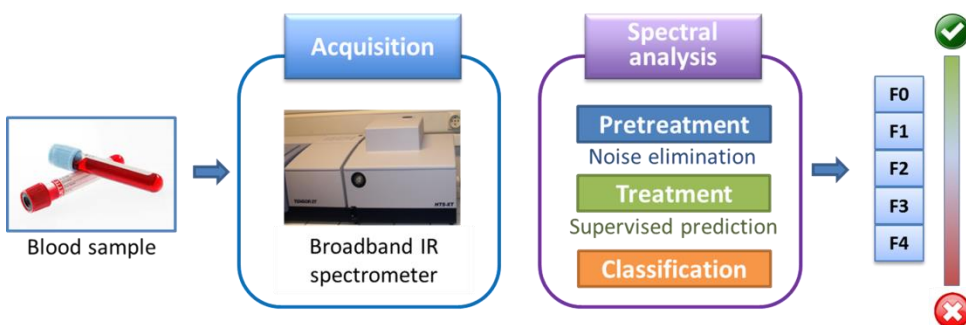 Acquisition
Spectral
analysis
Blood sample
Broadband IR
spectrometer
Pretreatment
Noise elimination
Treatment
Supervised prediction
Classification
F0
F1
F2
F3
F4